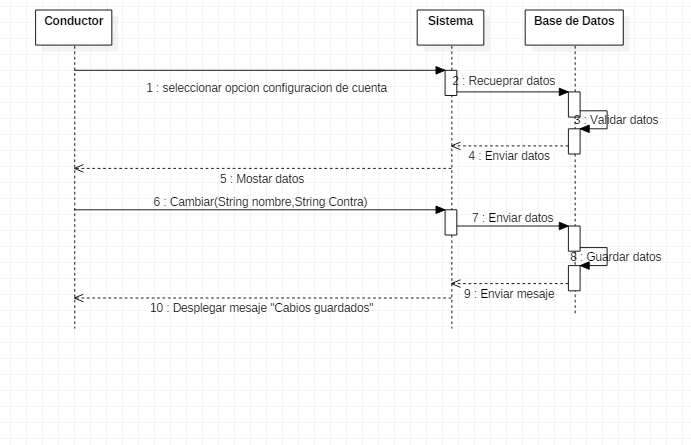 Conductor
Sistema
Base de Datos
1 : seleccionar opcion configuracion de cuenta
2 : Recueprar datos
3 : Validar datos
4 : Enviar datos
5 : Mostar datos
6 : Cambiar(String nombre,String Contra)
7 : Enviar datos
8 : Guardar datos
9 : Enviar mesaje
10 : Desplegar mesaje "Cabios guardados"